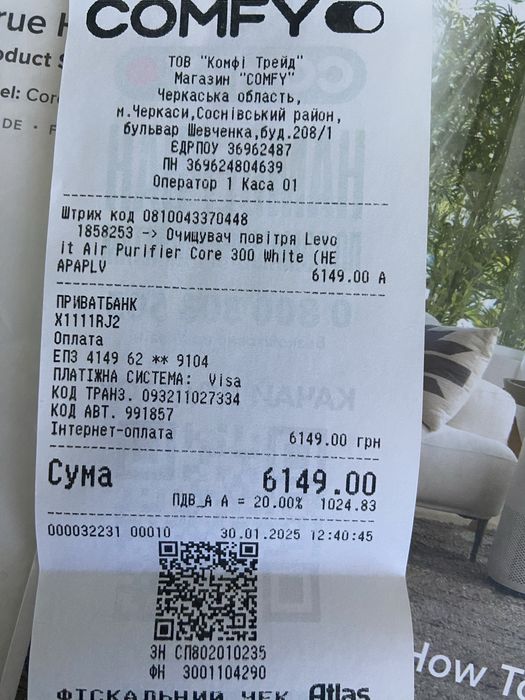 COMFY
ТОВ "Комфі Трейд"
Магазин "COMFY"
Черкаська область,
м.Черкаси,Соснівський район,
бульвар Шевченка,буд.208/1
ЄДРПОУ 36962487
ПН 369624804639
Оператор 1 Каса 01
Штрих код 0810043370448
1858253 -> Очищувач повітря Levo
it Air Purifier Core 300 White (HE
APAPLV 6149.00 А
ПРИВАТБАНК
X1111RJ2
Оплата
ЕПЗ 4149 62 ** 9104
ПЛАТІЖНА СИСТЕМА: Visa
КОД ТРАНЗ. 093211027334
КОД АВТ. 991857
Інтернет-оплата 6149.00 грн
Сума 6149.00
ПДВ_А А = 20.00% 1024.83
000032231 00010 30.01.2025 12:40:45
ЗН СП802010235
ФН 3001104290
ФІСКАЛЬНИЙ ЧЕК Atlas
How T